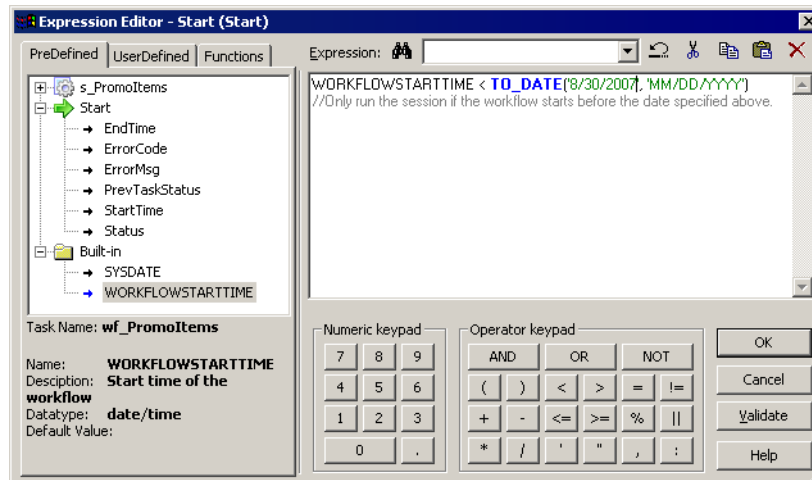 Expression Editor - Start (Start)
PreDefined UserDefined Functions
Expression:
s_PromoItems
Start
EndTime
ErrorCode
ErrorMsg
PrevTaskStatus
StartTime
Status
Built-in
SYSDATE
WORKFLOWSTARTTIME
WORKFLOWSTARTTIME < TO_DATE('8/30/2007', 'MM/DD/YYYY')
//Only run the session if the workflow starts before the date specified above.
Task Name: wf_PromoItems
Name: WORKFLOWSTARTTIME
Desciption: Start time of the
workflow
Datatype: date/time
Default Value:
Numeric keypad
7 8 9
4 5 6
1 2 3
0 .
Operator keypad
AND OR NOT
( ) < > = !=
+ - <= >= % ||
* / ' " , :
OK
Cancel
Validate
Help